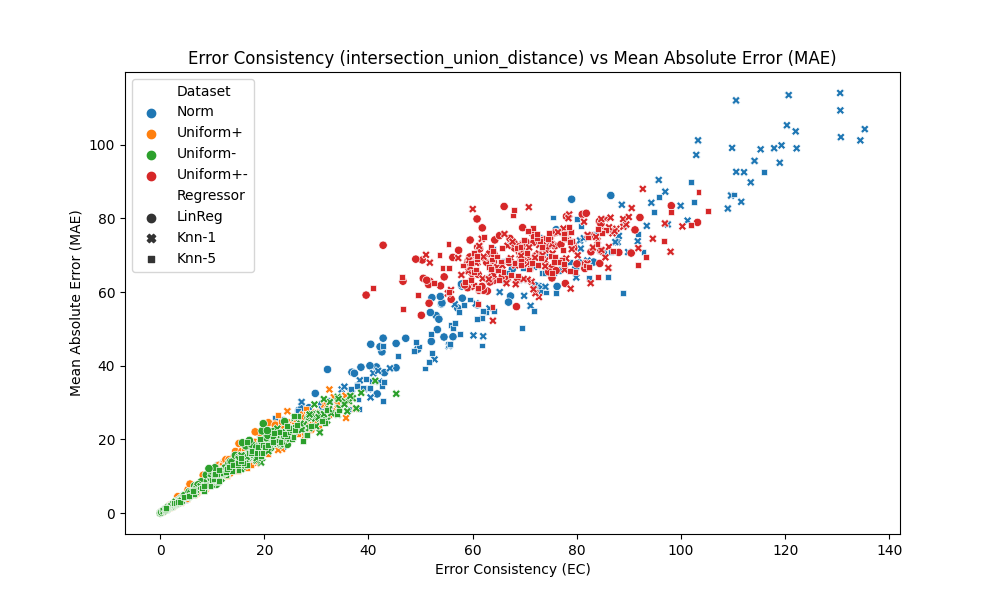 Error Consistency (intersection_union_distance) vs Mean Absolute Error (MAE)
Dataset
Norm
Uniform+
Uniform-
Uniform+-
Regressor
LinReg
Knn-1
Knn-5
Mean Absolute Error (MAE)
100
80
60
40
20
0
0 20 40 60 80 100 120 140
Error Consistency (EC)